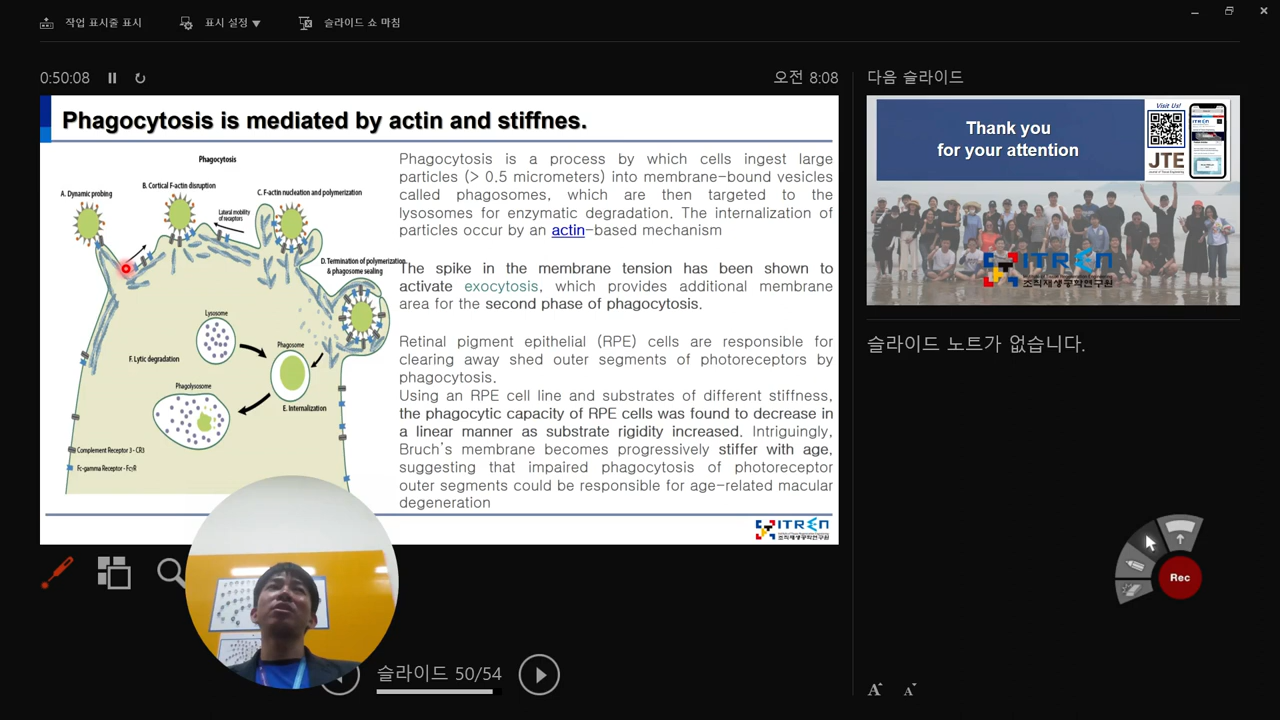 작업 표시줄 표시
표시 설정 ▼
슬라이드 쇼 마침
0:50:08
오전 8:08
다음 슬라이드
Phagocytosis is mediated by actin and stiffnes.
Phagocytosis
A. Dynamic probing
B. Cortical F-actin disruption
C. F-actin nucleation and polymerization
Lateral mobility
of receptors
D. Termination of polymerization
& phagosome sealing
Lysosome
Phagosome
F. Lytic degradation
Phagolysosome
E. Internalization
Complement Receptor 3 - CR3
Fc-gamma Receptor - FcγR
Phagocytosis is a process by which cells ingest large
particles (> 0.5 micrometers) into membrane-bound vesicles
called phagosomes, which are then targeted to the
lysosomes for enzymatic degradation. The internalization of
particles occur by an actin-based mechanism
The spike in the membrane tension has been shown to
activate exocytosis, which provides additional membrane
area for the second phase of phagocytosis.
Retinal pigment epithelial (RPE) cells are responsible for
clearing away shed outer segments of photoreceptors by
phagocytosis.
Using an RPE cell line and substrates of different stiffness,
the phagocytic capacity of RPE cells was found to decrease in
a linear manner as substrate rigidity increased. Intriguingly,
Bruch's membrane becomes progressively stiffer with age,
suggesting that impaired phagocytosis of photoreceptor
outer segments could be responsible for age-related macular
degeneration
ITREN
조직재생공학연구원
Thank you
for your attention
Visit Us!
ITREN
JTE
ITREN
조직재생공학연구원
슬라이드 노트가 없습니다.
Rec
슬라이드 50/54
A A